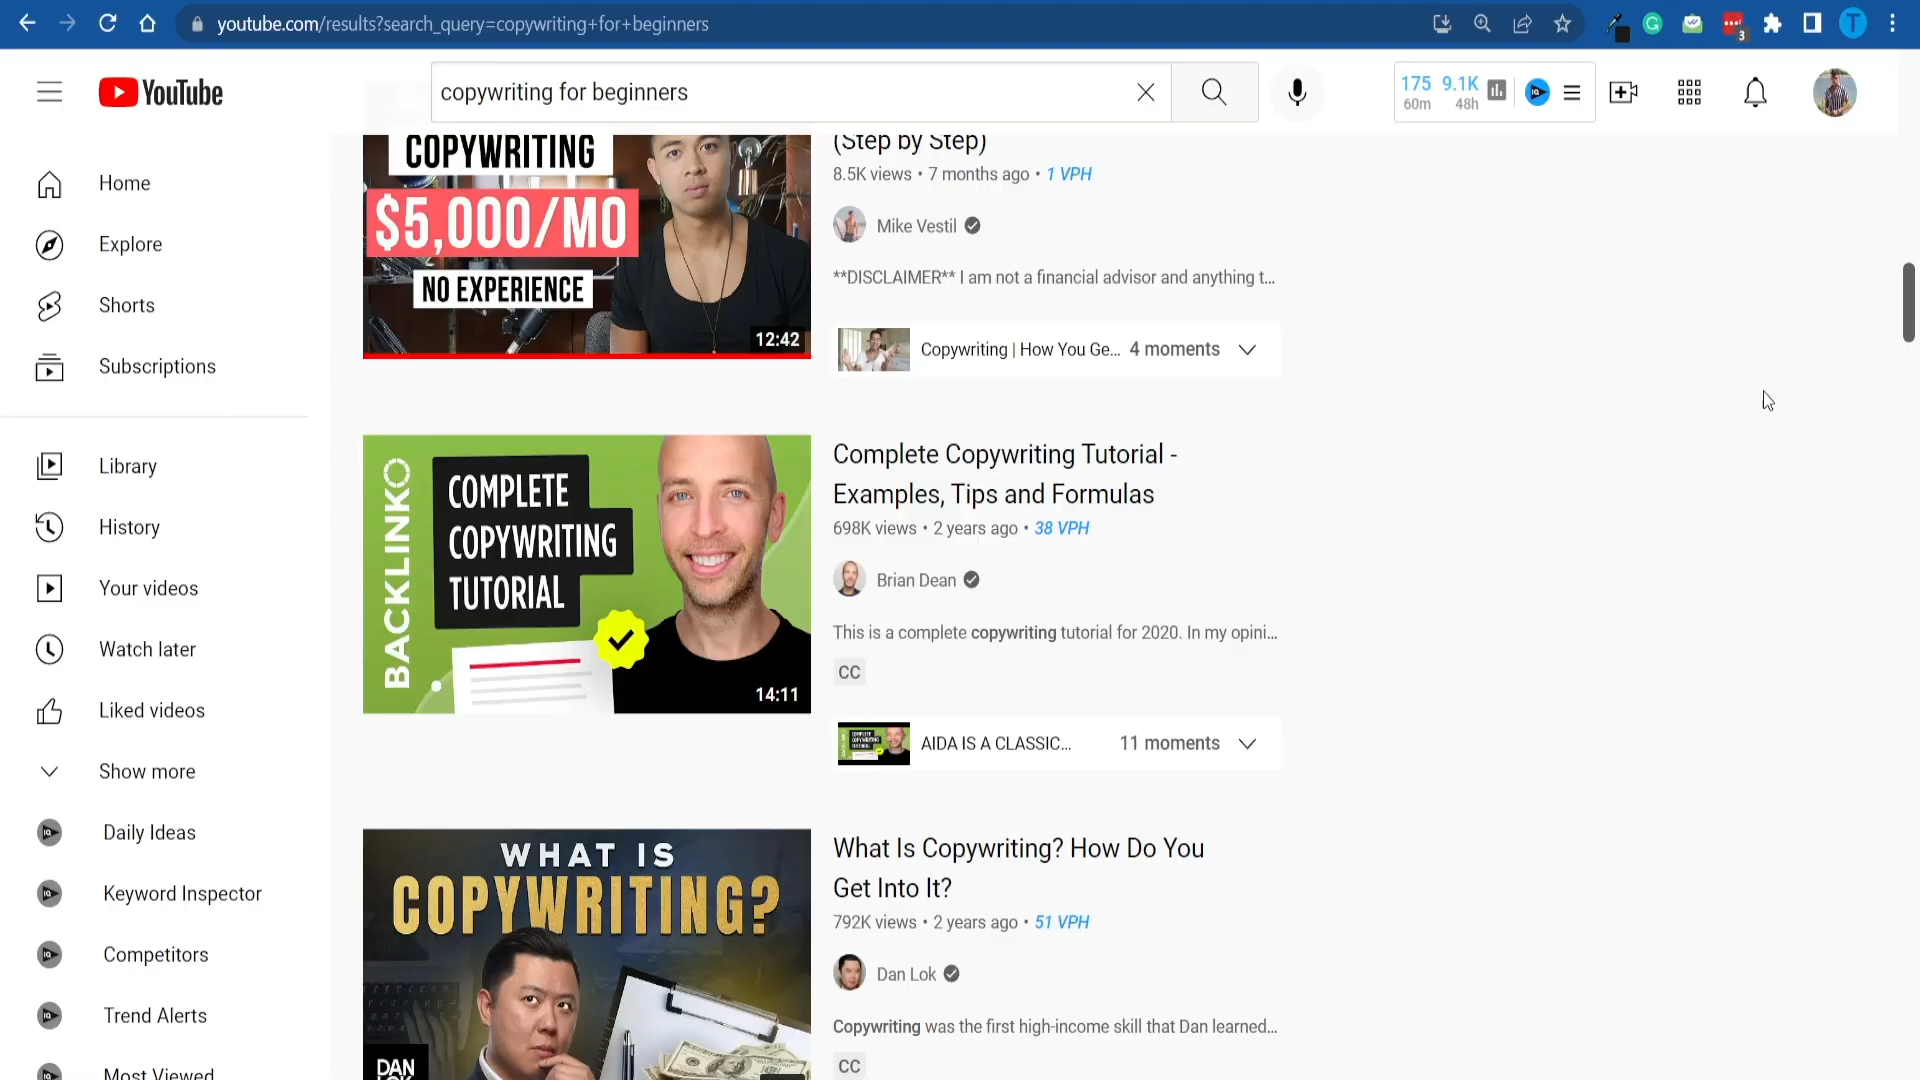 youtube.com/results?search_query=copywriting+for+beginners
3
T
YouTube
copywriting for beginners
175 9.1K
60m 48h
IQ
Home
Explore
Shorts
Subscriptions
Library
History
Your videos
Watch later
Liked videos
Show more
Daily Ideas
Keyword Inspector
Competitors
Trend Alerts
Most Viewed
COPYWRITING
$5,000/MO
NO EXPERIENCE
12:42
(Step by Step)
8.5K views • 7 months ago • 1 VPH
Mike Vestil
**DISCLAIMER** I am not a financial advisor and anything t...
Copywriting | How You Ge... 4 moments
BACKLINKO
COMPLETE
COPYWRITING
TUTORIAL
14:11
Complete Copywriting Tutorial -
Examples, Tips and Formulas
698K views • 2 years ago • 38 VPH
Brian Dean
This is a complete copywriting tutorial for 2020. In my opini...
CC
COMPLETE
COPYWRITING
TUTORIAL
AIDA IS A CLASSIC... 11 moments
WHAT IS
COPYWRITING?
DAN
LOK
What Is Copywriting? How Do You
Get Into It?
792K views • 2 years ago • 51 VPH
Dan Lok
Copywriting was the first high-income skill that Dan learned...
CC